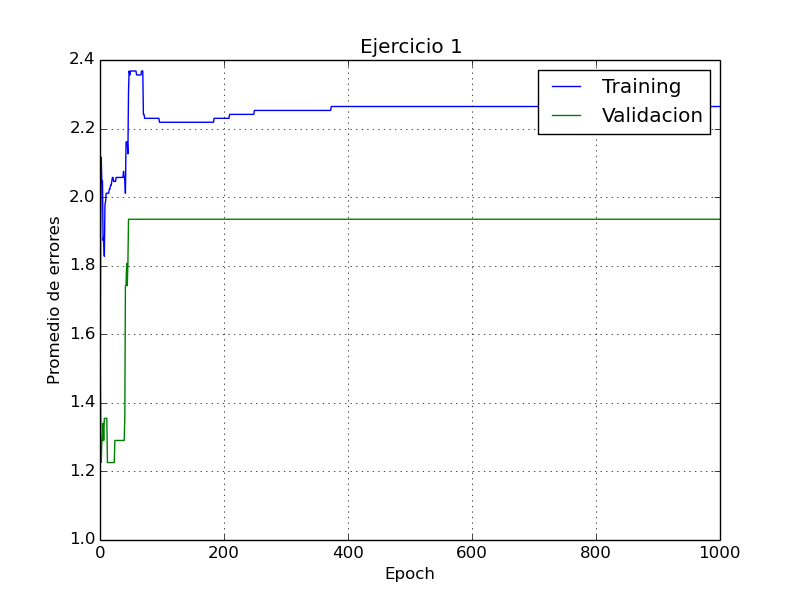 Ejercicio 1
Training
Validacion
Promedio de errores
2.4
2.2
2.0
1.8
1.6
1.4
1.2
1.0
0 200 400 600 800 1000
Epoch